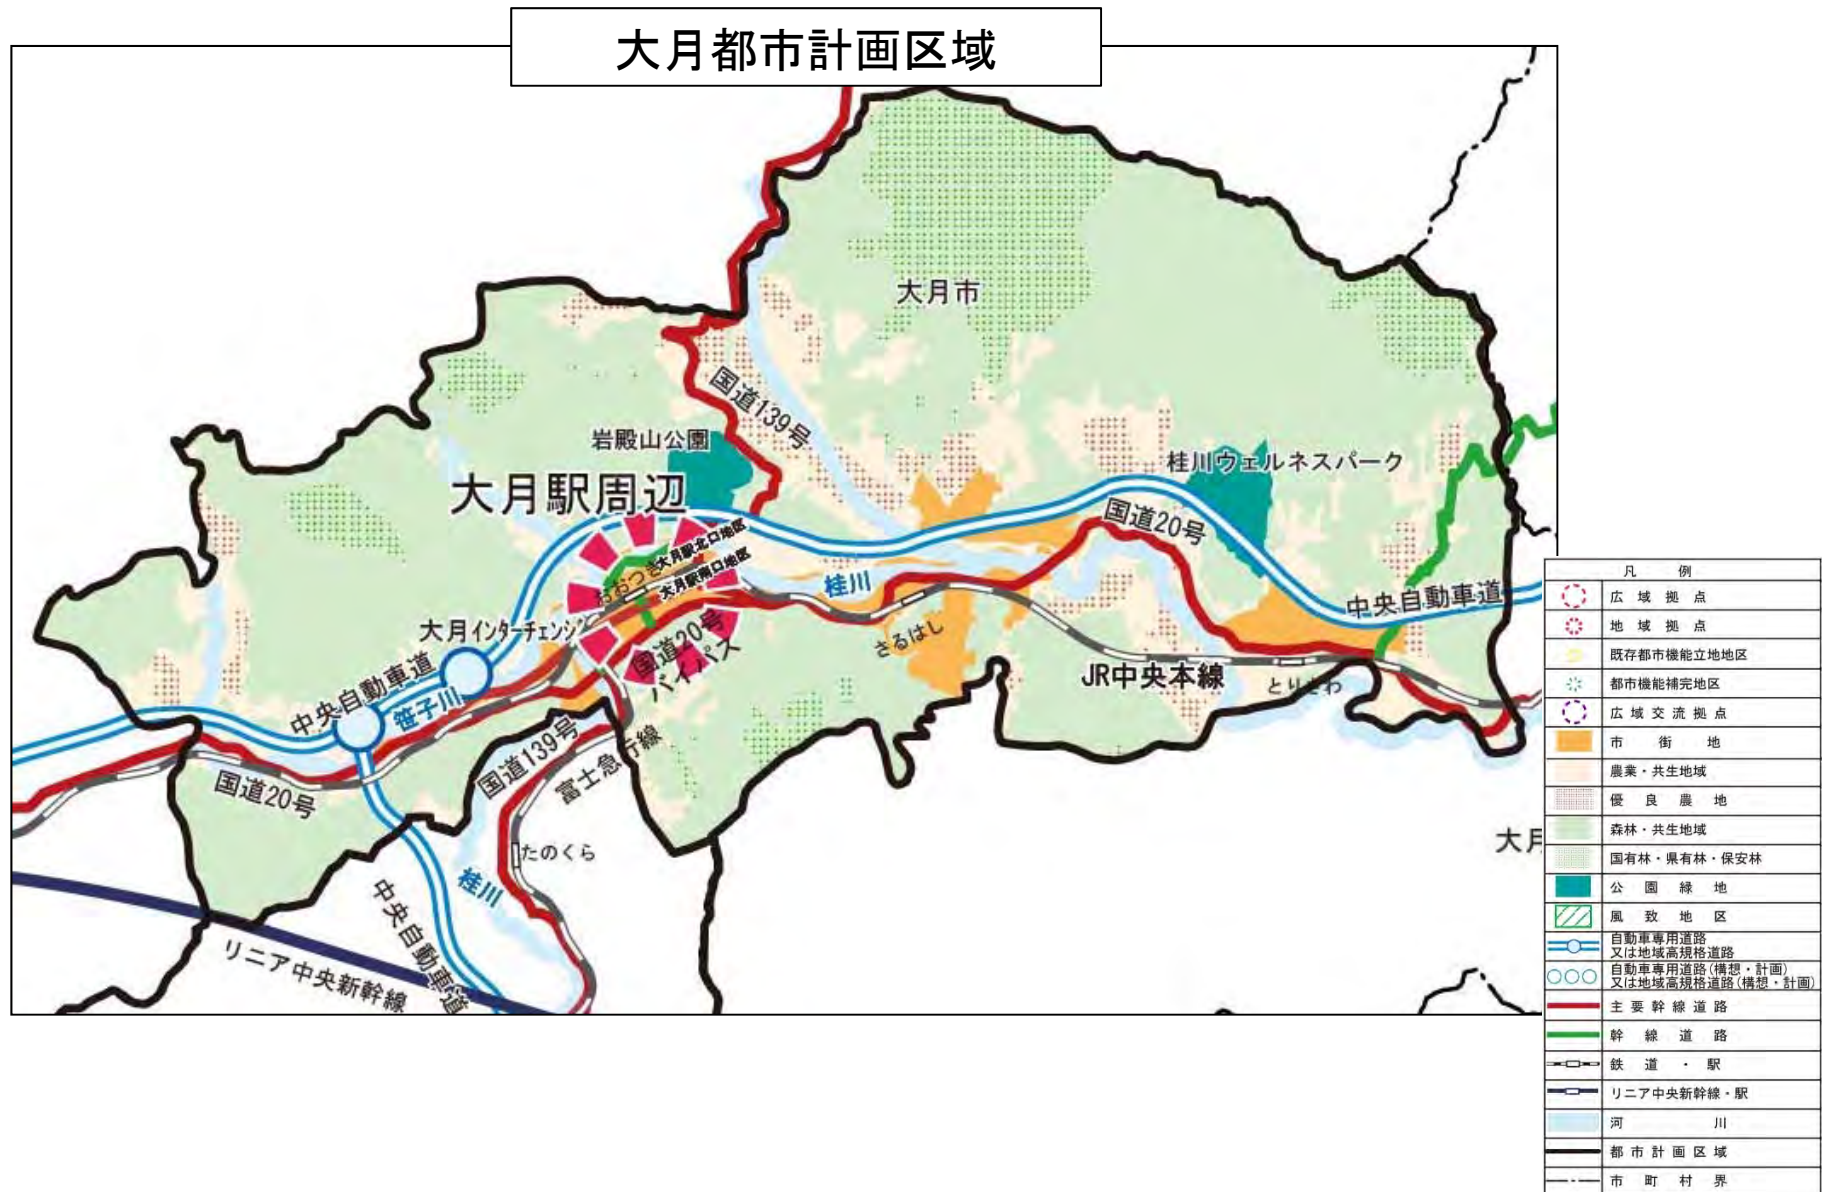 大月都市計画区域
大月市
国道139号
岩殿山公園
大月駅周辺
桂川ウェルネスパーク
国道20号
大月駅北口地区
おおつき
大月駅南口地区
桂川
中央自動車道
大月インターチェンジ
さるはし
国道20号
バイパス
JR中央本線
とりさわ
中央自動車道
笹子川
国道139号
富士急行線
国道20号
たのくら
桂川
大月
中央自動車道
リニア中央新幹線
凡例
広域拠点
地域拠点
既存都市機能立地地区
都市機能補完地区
広域交流拠点
市街地
農業・共生地域
優良農地
森林・共生地域
国有林・県有林・保安林
公園緑地
風致地区
自動車専用道路
又は地域高規格道路
自動車専用道路(構想・計画)
又は地域高規格道路(構想・計画)
主要幹線道路
幹線道路
鉄道・駅
リニア中央新幹線・駅
河川
都市計画区域
市町村界